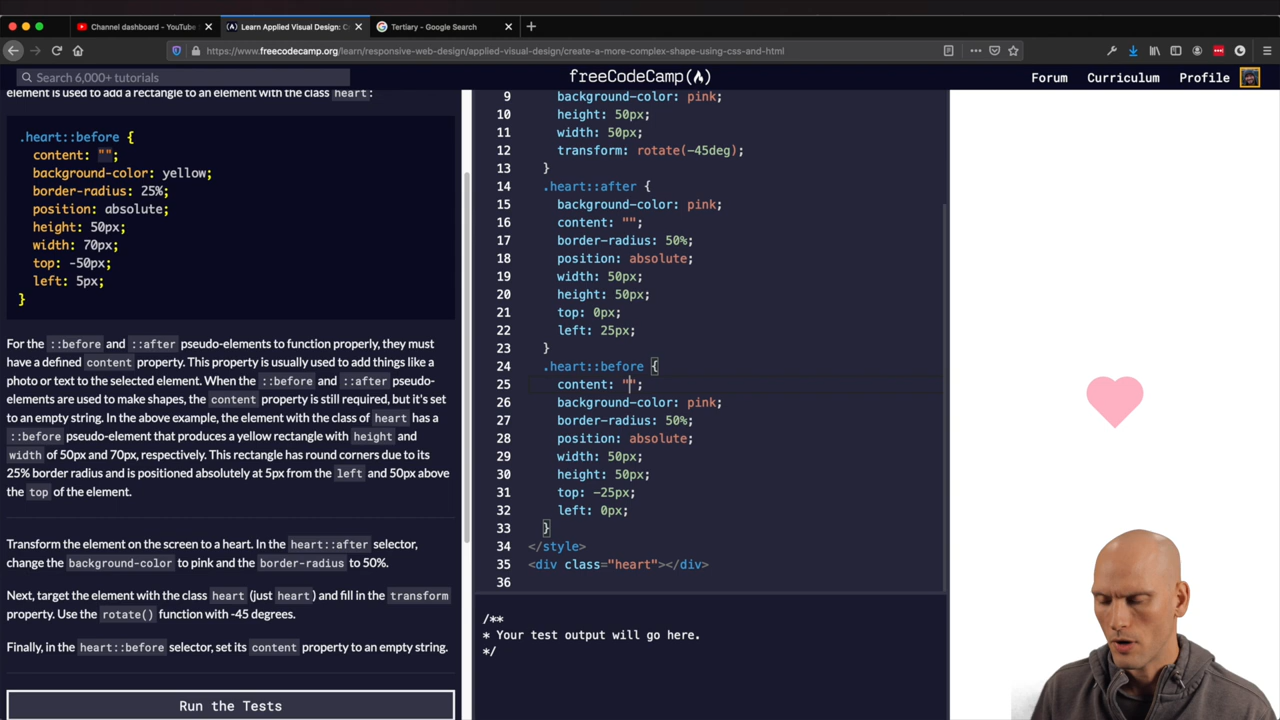 Channel dashboard - YouTube
Learn Applied Visual Design: C
Tertiary - Google Search
https://www.freecodecamp.org/learn/responsive-web-design/applied-visual-design/create-a-more-complex-shape-using-css-and-html
Search 6,000+ tutorials
freeCodeCamp(🔥)
Forum
Curriculum
Profile
element is used to add a rectangle to an element with the class heart:
.heart::before {
content: "";
background-color: yellow;
border-radius: 25%;
position: absolute;
height: 50px;
width: 70px;
top: -50px;
left: 5px;
}
For the ::before and ::after pseudo-elements to function properly, they must
have a defined content property. This property is usually used to add things like a
photo or text to the selected element. When the ::before and ::after pseudo-
elements are used to make shapes, the content property is still required, but it's set
to an empty string. In the above example, the element with the class of heart has a
::before pseudo-element that produces a yellow rectangle with height and
width of 50px and 70px, respectively. This rectangle has round corners due to its
25% border radius and is positioned absolutely at 5px from the left and 50px above
the top of the element.
Transform the element on the screen to a heart. In the heart::after selector,
change the background-color to pink and the border-radius to 50%.
Next, target the element with the class heart (just heart) and fill in the transform
property. Use the rotate() function with -45 degrees.
Finally, in the heart::before selector, set its content property to an empty string.
Run the Tests
9 background-color: pink;
10 height: 50px;
11 width: 50px;
12 transform: rotate(-45deg);
13 }
14 .heart::after {
15 background-color: pink;
16 content: "";
17 border-radius: 50%;
18 position: absolute;
19 width: 50px;
20 height: 50px;
21 top: 0px;
22 left: 25px;
23 }
24 .heart::before {
25 content: "";
26 background-color: pink;
27 border-radius: 50%;
28 position: absolute;
29 width: 50px;
30 height: 50px;
31 top: -25px;
32 left: 0px;
33 }
34 </style>
35 <div class="heart"></div>
36
/**
* Your test output will go here.
*/